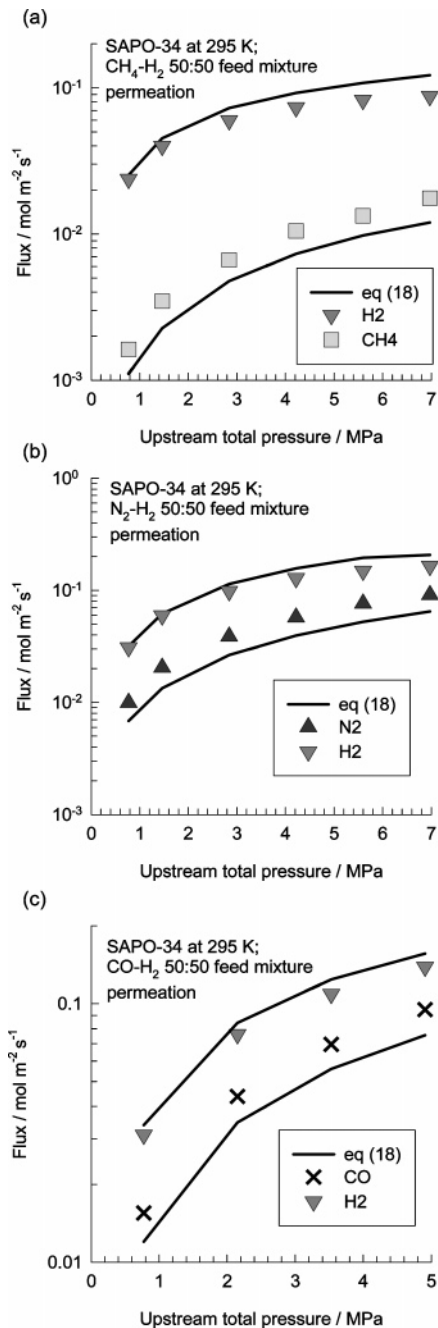 (a)
SAPO-34 at 295 K;
CH₄-H₂ 50:50 feed mixture
permeation
10⁻¹
10⁻²
10⁻³
Flux / mol m⁻² s⁻¹
eq (18)
H2
CH4
0 1 2 3 4 5 6 7
Upstream total pressure / MPa
(b)
10⁰
SAPO-34 at 295 K;
N₂-H₂ 50:50 feed mixture
permeation
10⁻¹
10⁻²
10⁻³
Flux / mol m⁻² s⁻¹
eq (18)
N2
H2
0 1 2 3 4 5 6 7
Upstream total pressure / MPa
(c)
SAPO-34 at 295 K;
CO-H₂ 50:50 feed mixture
permeation
0.1
0.01
Flux / mol m⁻² s⁻¹
eq (18)
CO
H2
0 1 2 3 4 5
Upstream total pressure / MPa